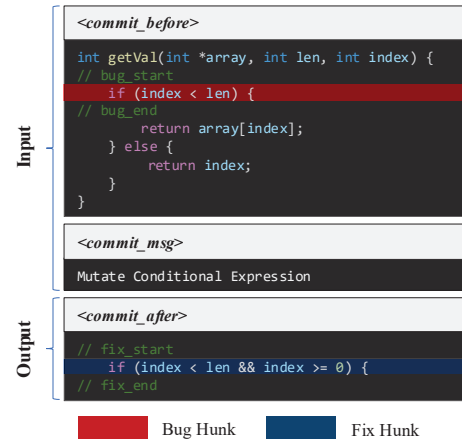 Input
<commit_before>
int getVal(int *array, int len, int index) {
// bug_start
if (index < len) {
// bug_end
return array[index];
} else {
return index;
}
}
<commit_msg>
Mutate Conditional Expression
Output
<commit_after>
// fix_start
if (index < len && index >= 0) {
// fix_end
Bug Hunk
Fix Hunk